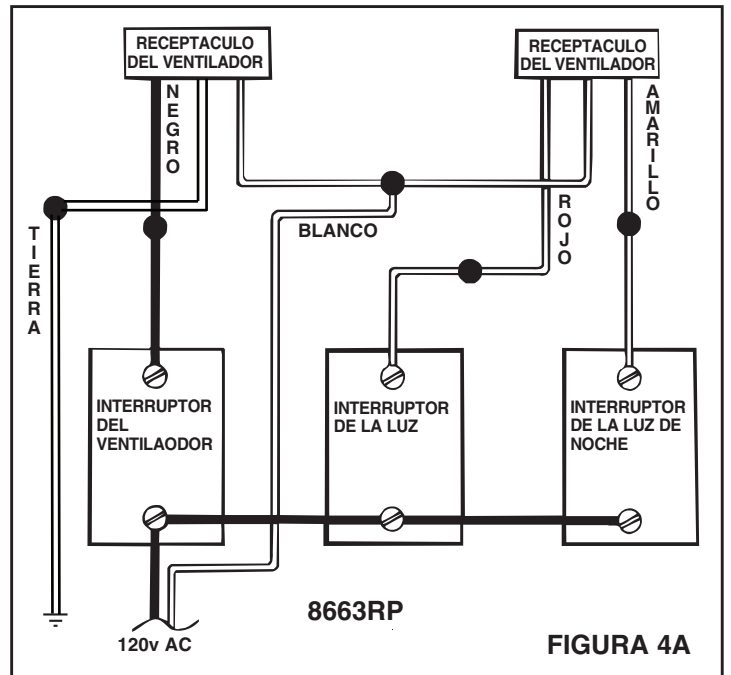 RECEPTACULO
DEL VENTILADOR
RECEPTACULO
DEL VENTILADOR
NEGRO
AMARILLO
TIERRA
BLANCO
ROJO
INTERRUPTOR
DEL
VENTILAODOR
INTERRUPTOR
DE LA LUZ
INTERRUPTOR
DE LA LUZ DE
NOCHE
8663RP
120v AC
FIGURA 4A